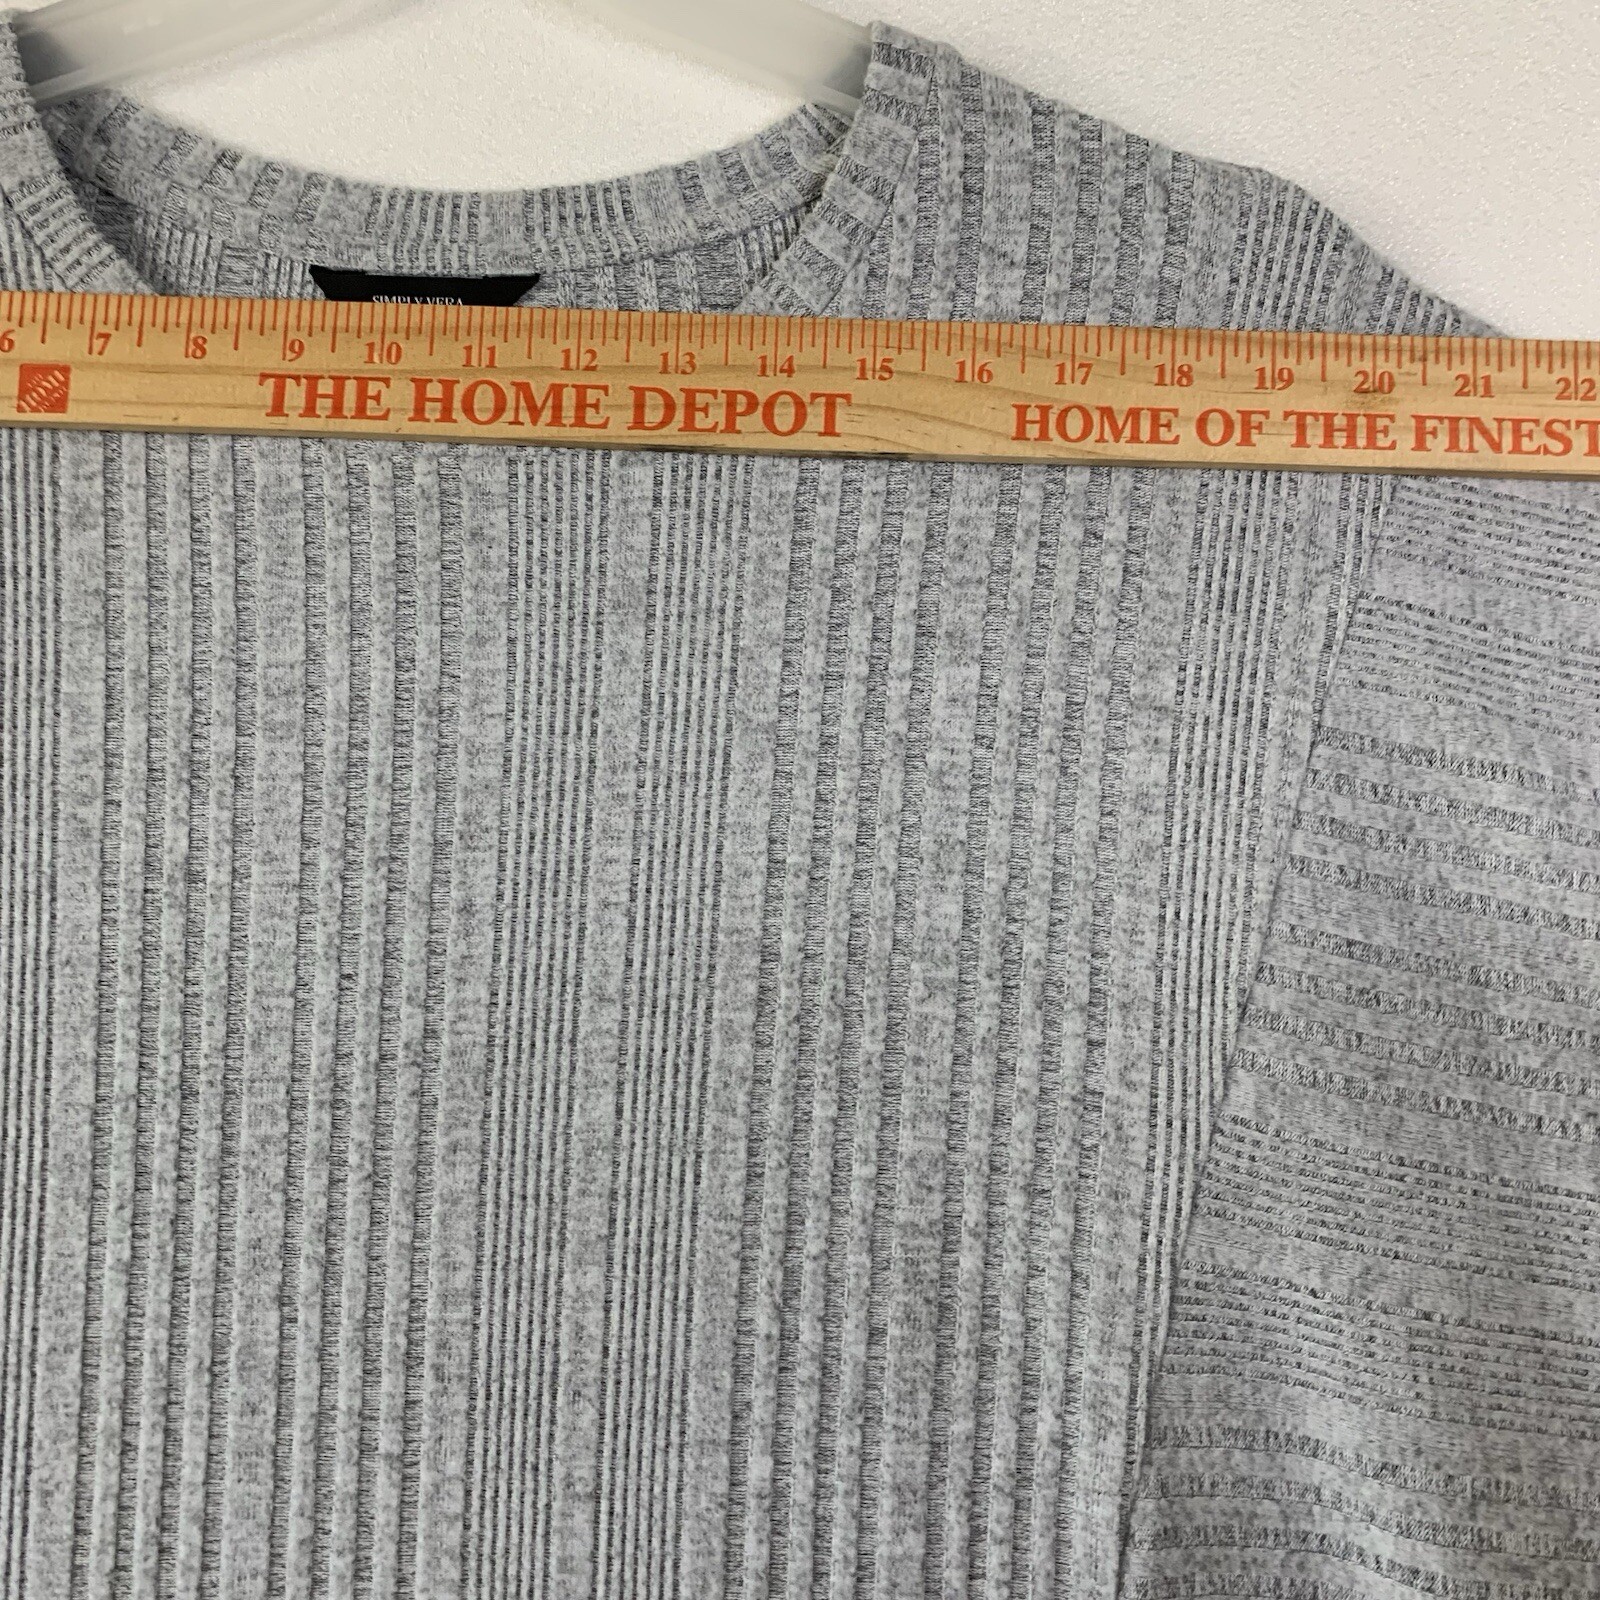 SIMPLY VERA
6 7 8 9 10 11 12 13 14 15 16 17 18 19 20 21 22
THE HOME DEPOT HOME OF THE FINEST